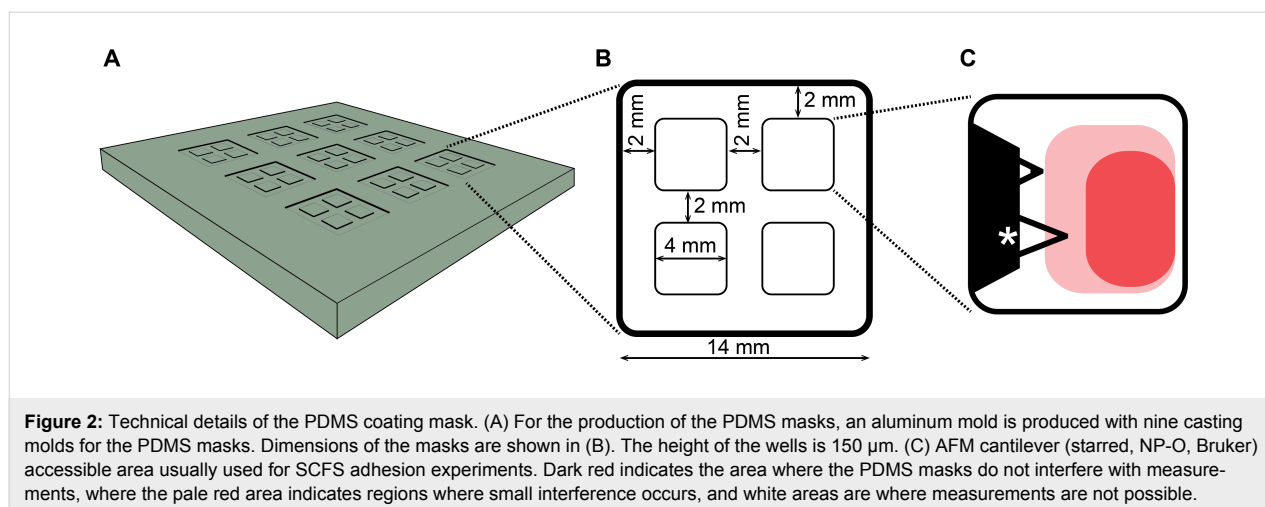 A
B
C
2 mm
2 mm
2 mm
2 mm
4 mm
14 mm
*
Figure 2: Technical details of the PDMS coating mask. (A) For the production of the PDMS masks, an aluminum mold is produced with nine casting
molds for the PDMS masks. Dimensions of the masks are shown in (B). The height of the wells is 150 µm. (C) AFM cantilever (starred, NP-O, Bruker)
accessible area usually used for SCFS adhesion experiments. Dark red indicates the area where the PDMS masks do not interfere with measure-
ments, where the pale red area indicates regions where small interference occurs, and white areas are where measurements are not possible.